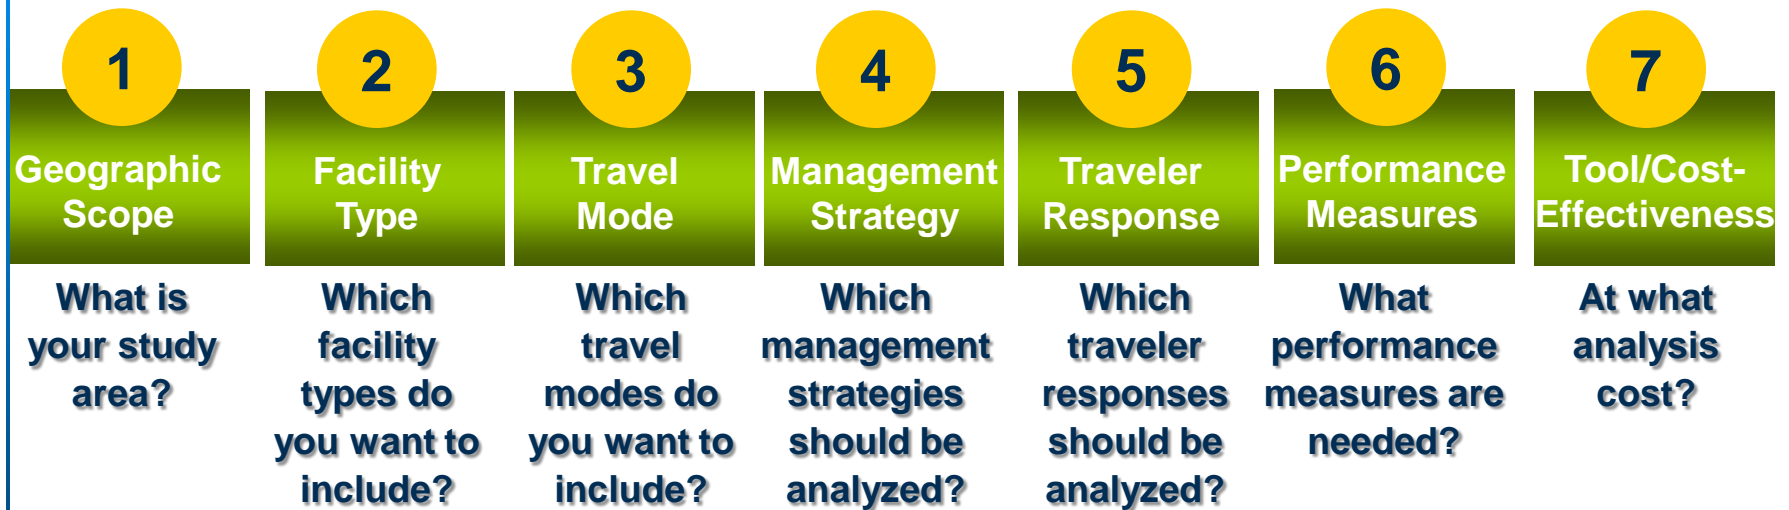 1
Geographic
Scope
What is
your study
area?
2
Facility
Type
Which
facility
types do
you want to
include?
3
Travel
Mode
Which
travel
modes do
you want to
include?
4
Management
Strategy
Which
management
strategies
should be
analyzed?
5
Traveler
Response
Which
traveler
responses
should be
analyzed?
6
Performance
Measures
What
performance
measures are
needed?
7
Tool/Cost-
Effectiveness
At what
analysis
cost?